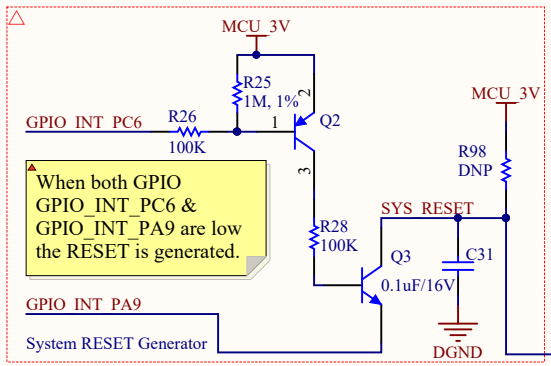 MCU_3V
R25
1M, 1%
2
MCU_3V
GPIO_INT_PC6
R26
100K
1
Q2
R98
DNP
3
When both GPIO
GPIO_INT_PC6 &
GPIO_INT_PA9 are low
the RESET is generated.
SYS_RESET
R28
100K
Q3
C31
0.1uF/16V
GPIO_INT_PA9
System RESET Generator
DGND